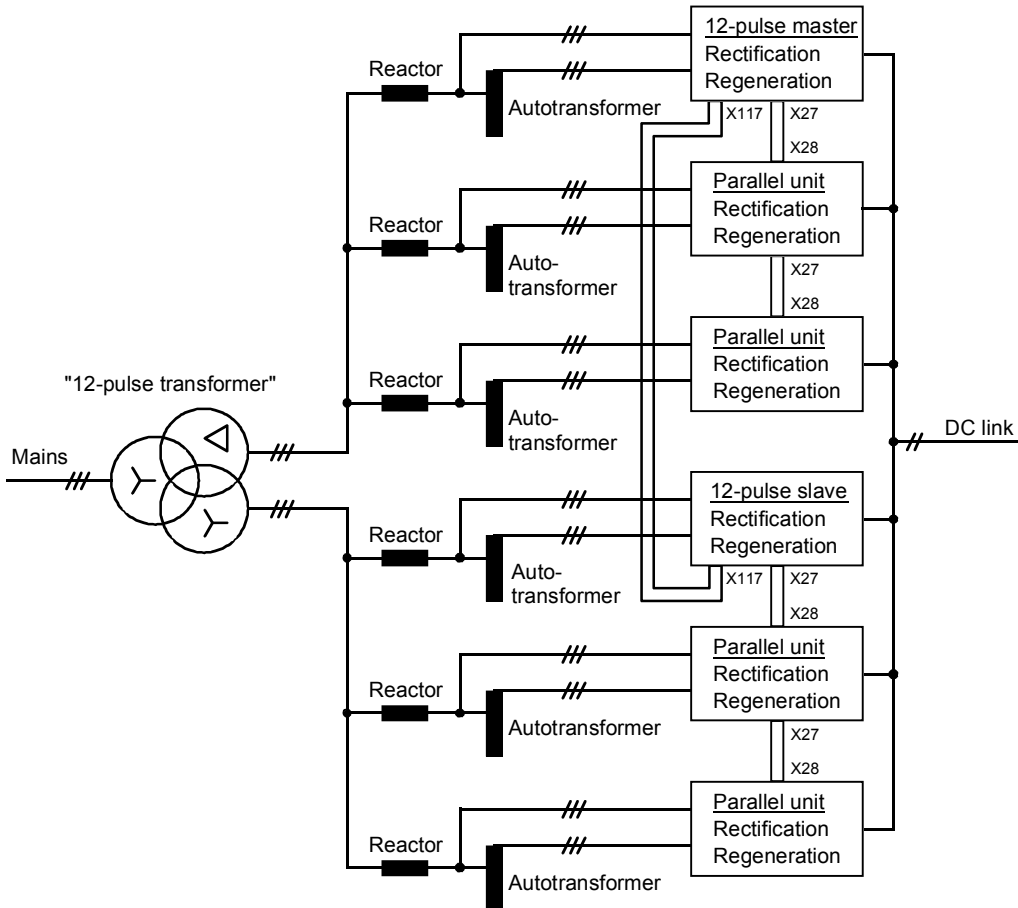 12-pulse master
Rectification
Regeneration
Reactor
Autotransformer
X117
X27
X28
Parallel unit
Rectification
Regeneration
Reactor
Auto-
transformer
X27
X28
Parallel unit
Rectification
Regeneration
Reactor
Auto-
transformer
"12-pulse transformer"
Mains
DC link
12-pulse slave
Rectification
Regeneration
Reactor
Auto-
transformer
X117
X27
X28
Parallel unit
Rectification
Regeneration
Reactor
Autotransformer
X27
X28
Parallel unit
Rectification
Regeneration
Reactor
Autotransformer